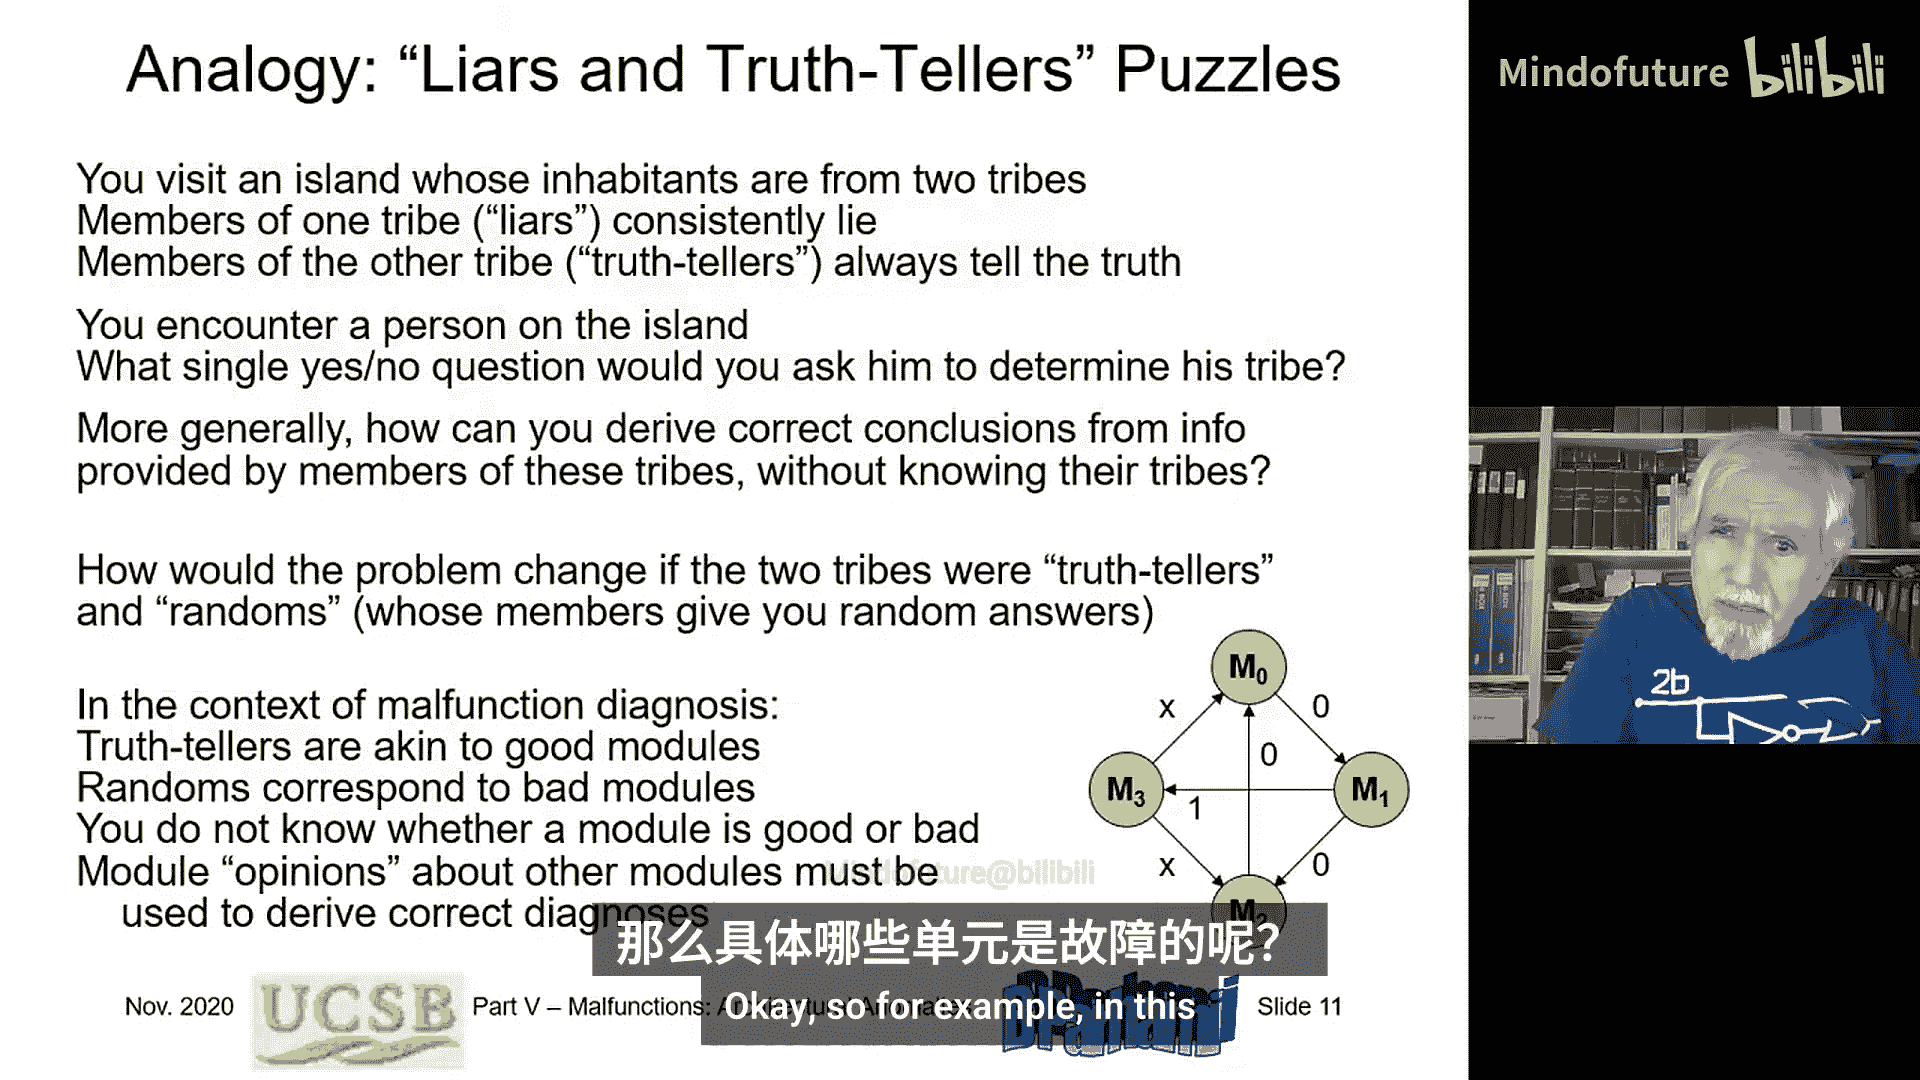 Analogy: “Liars and Truth-Tellers” Puzzles
Mindofuture bilibili
You visit an island whose inhabitants are from two tribes
Members of one tribe (“liars”) consistently lie
Members of the other tribe (“truth-tellers”) always tell the truth
You encounter a person on the island
What single yes/no question would you ask him to determine his tribe?
More generally, how can you derive correct conclusions from info
provided by members of these tribes, without knowing their tribes?
How would the problem change if the two tribes were “truth-tellers”
and “randoms” (whose members give you random answers)
In the context of malfunction diagnosis:
Truth-tellers are akin to good modules
Randoms correspond to bad modules
You do not know whether a module is good or bad
Module “opinions” about other modules must be
used to derive correct diagnoses
M0
x
0
0
M3
M1
1
x
0
M2
Mindofuture@bilibili
2b
那么具体哪些单元是故障的呢?
Okay, so for example, in this
Nov. 2020
UCSB
Part V – Malfunctions:
Slide 11